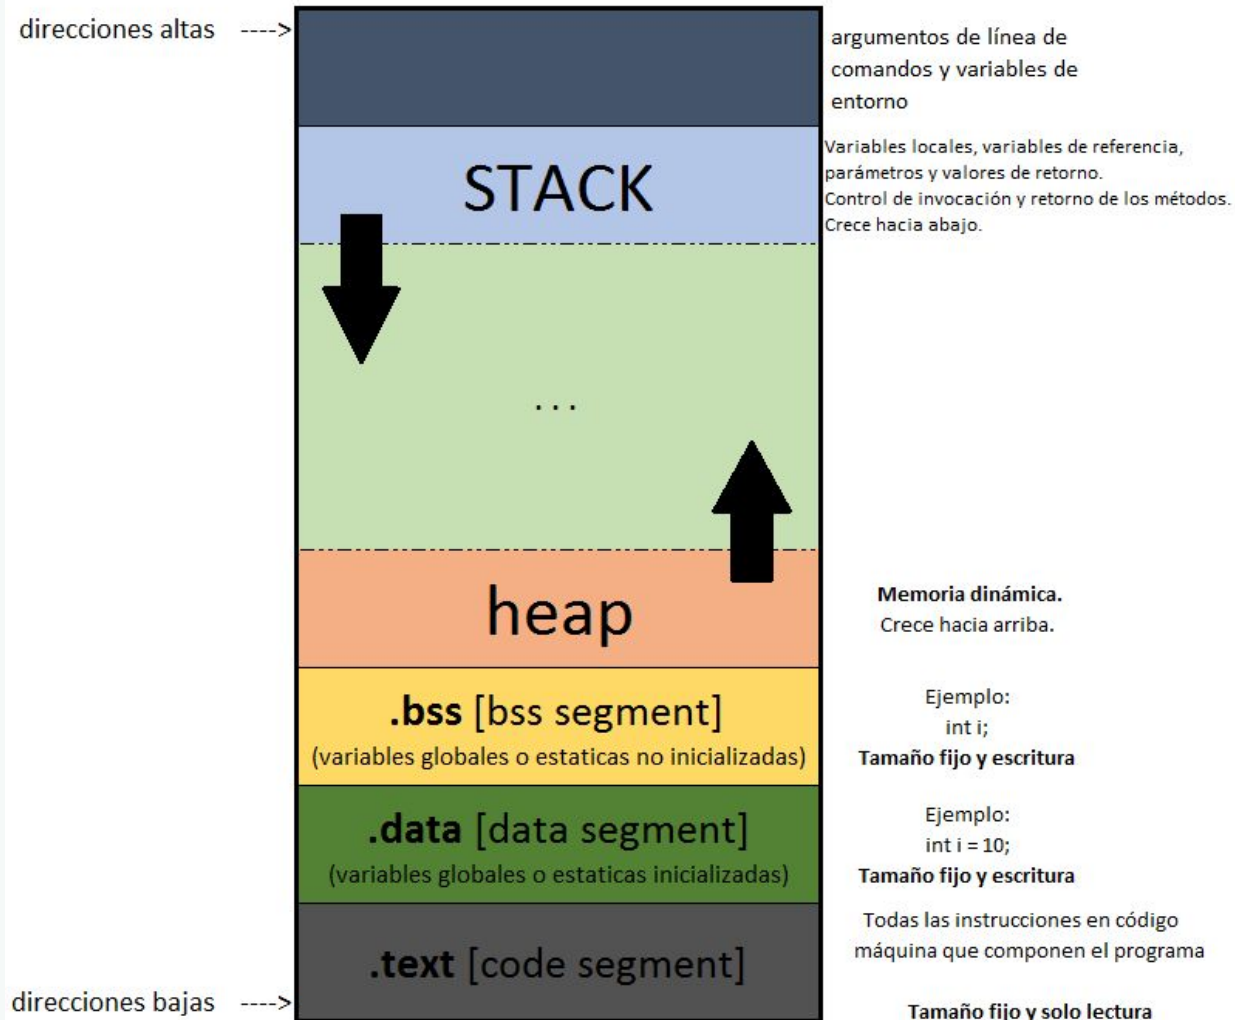 direcciones altas ---->
argumentos de línea de
comandos y variables de
entorno
STACK
Variables locales, variables de referencia,
parámetros y valores de retorno.
Control de invocación y retorno de los métodos.
Crece hacia abajo.
...
heap
Memoria dinámica.
Crece hacia arriba.
.bss [bss segment]
(variables globales o estaticas no inicializadas)
Ejemplo:
int i;
Tamaño fijo y escritura
.data [data segment]
(variables globales o estaticas inicializadas)
Ejemplo:
int i = 10;
Tamaño fijo y escritura
.text [code segment]
Todas las instrucciones en código
máquina que componen el programa
direcciones bajas ---->
Tamaño fijo y solo lectura